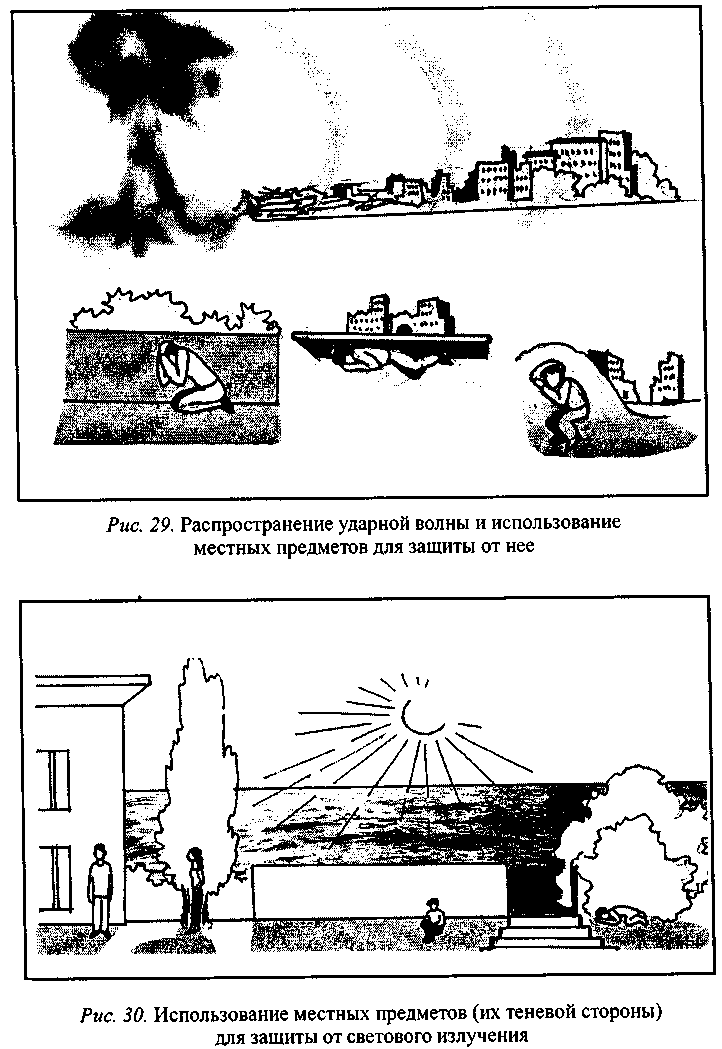 Рис. 29. Распространение ударной волны и использование
местных предметов для защиты от нее
Рис. 30. Использование местных предметов (их теневой стороны)
для защиты от светового излучения